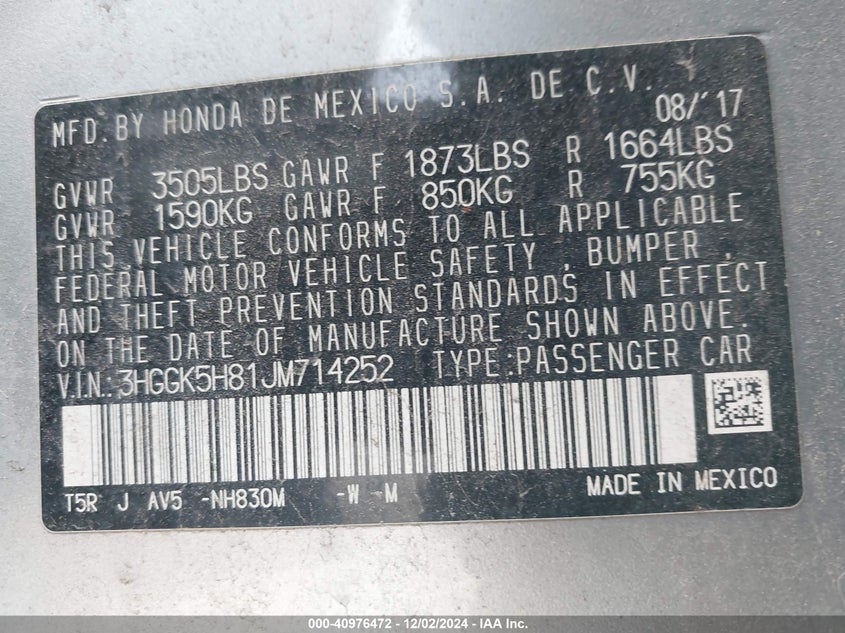 MFD. BY HONDA DE MEXICO S.A. DE C.V.
08/'17
GVWR 3505LBS GAWR F 1873LBS R 1664LBS
GVWR 1590KG GAWR F 850KG R 755KG
THIS VEHICLE CONFORMS TO ALL APPLICABLE
FEDERAL MOTOR VEHICLE SAFETY , BUMPER ,
AND THEFT PREVENTION STANDARDS IN EFFECT
ON THE DATE OF MANUFACTURE SHOWN ABOVE.
V.I.N.: 3HGGK5H81JM714252 TYPE:PASSENGER CAR
T5R J AV5 -NH830M -W -M MADE IN MEXICO
000-40976472 - 12/02/2024 - IAA Inc.